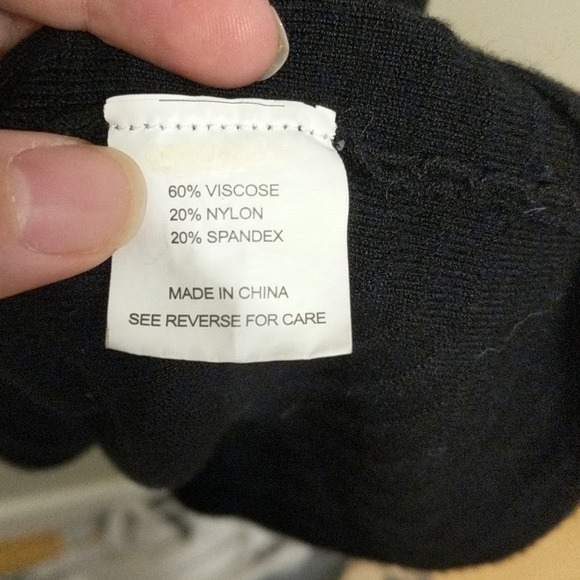 60% VISCOSE
20% NYLON
20% SPANDEX
MADE IN CHINA
SEE REVERSE FOR CARE